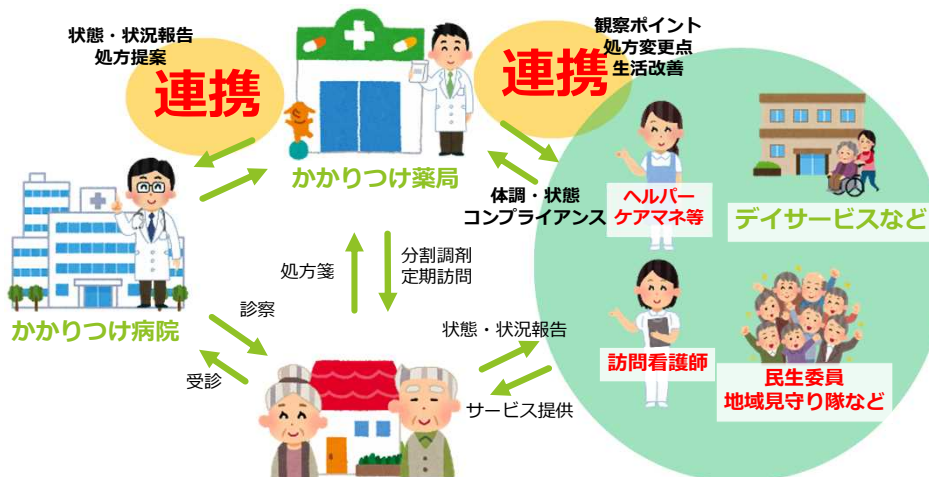 状態・状況報告
処方提案
連携
観察ポイント
処方変更点
生活改善
連携
かかりつけ薬局
体調・状態
コンプライアンス
ヘルパー
ケアマネ等
デイサービスなど
処方箋
分割調剤
定期訪問
かかりつけ病院
診察
受診
状態・状況報告
サービス提供
訪問看護師
民生委員
地域見守り隊など